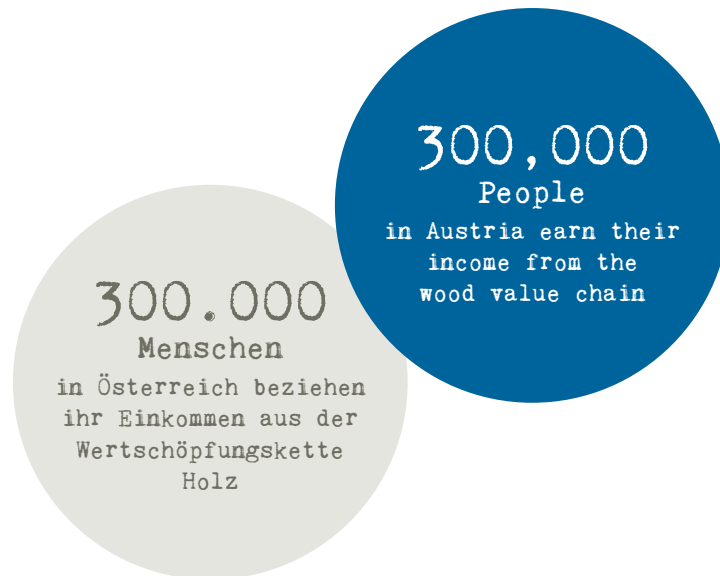 300,000
People
in Austria earn their
income from the
wood value chain
300.000
Menschen
in Österreich beziehen
ihr Einkommen aus der
Wertschöpfungskette
Holz